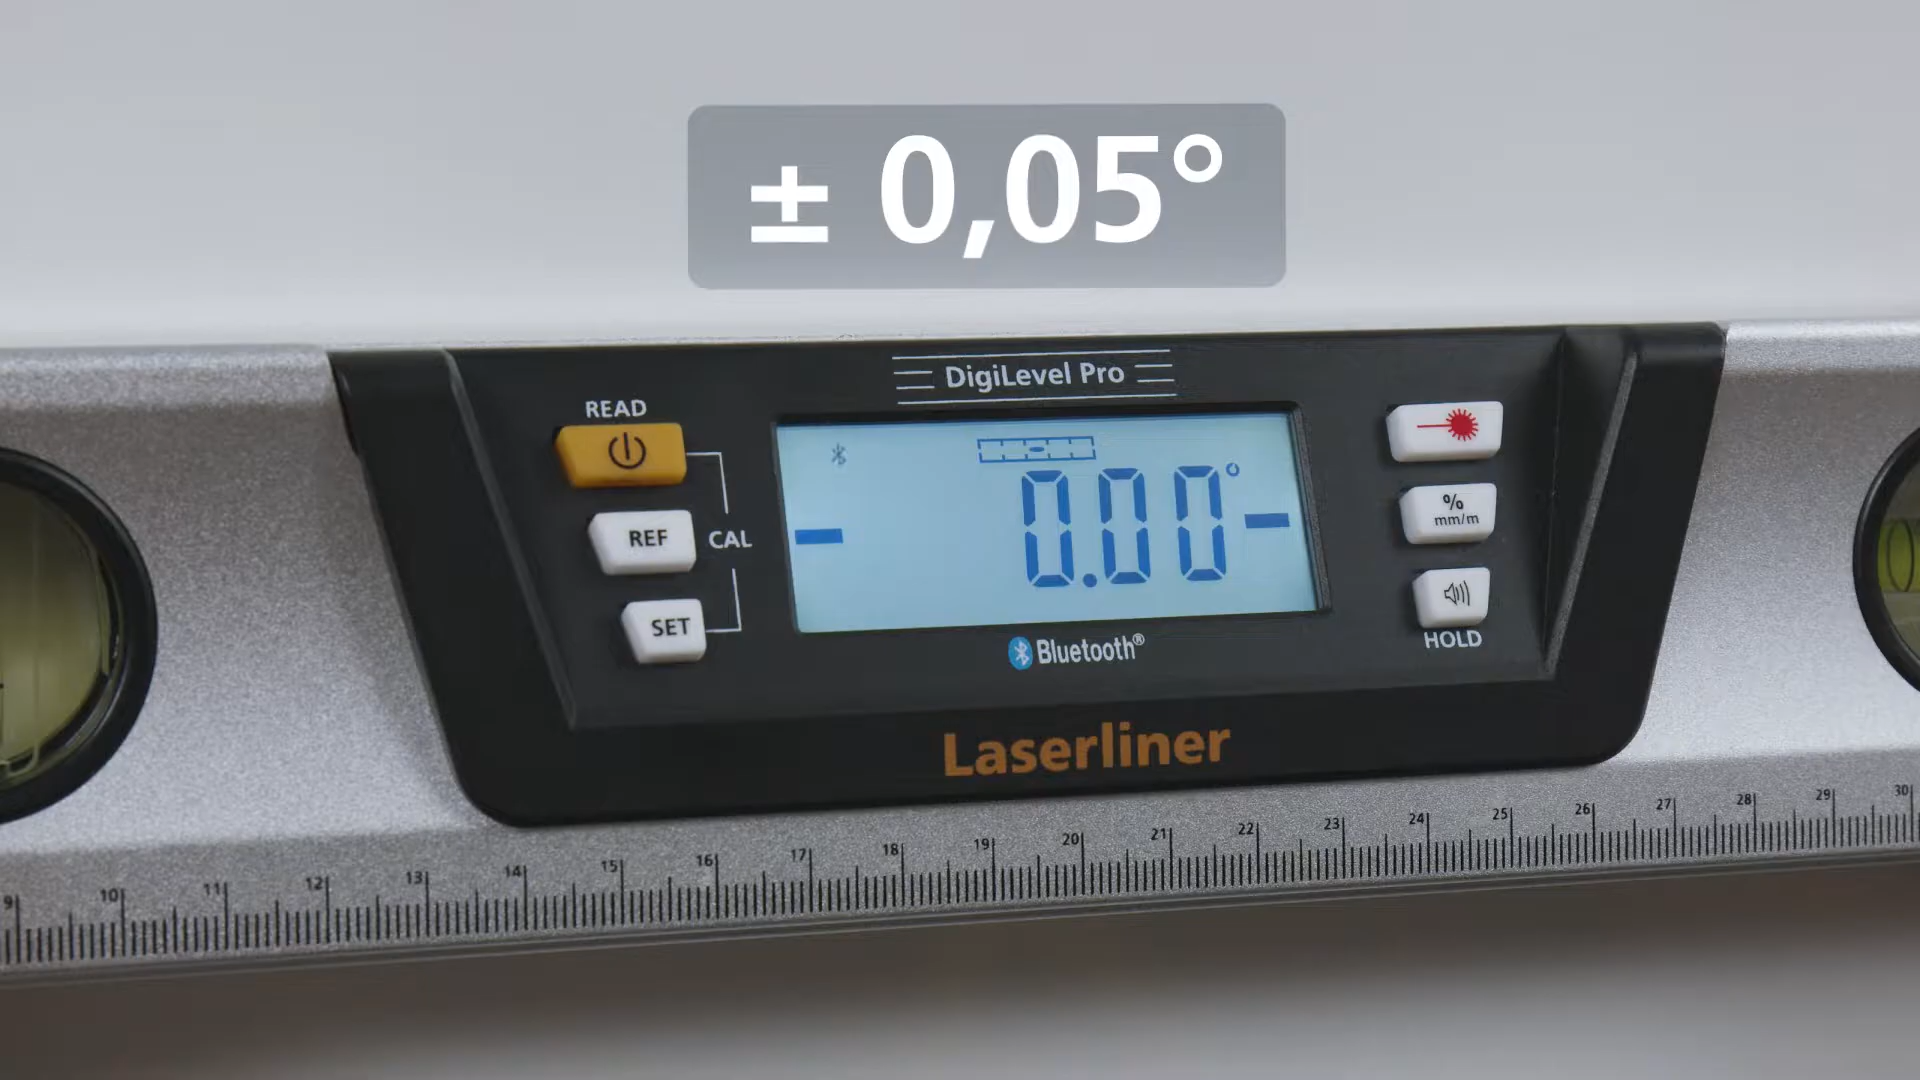 ± 0,05°
DigiLevel Pro
READ
REF
CAL
SET
0.00°
%
mm/m
HOLD
Bluetooth®
Laserliner
9 10 11 12 13 14 15 16 17 18 19 20 21 22 23 24 25 26 27 28 29 30